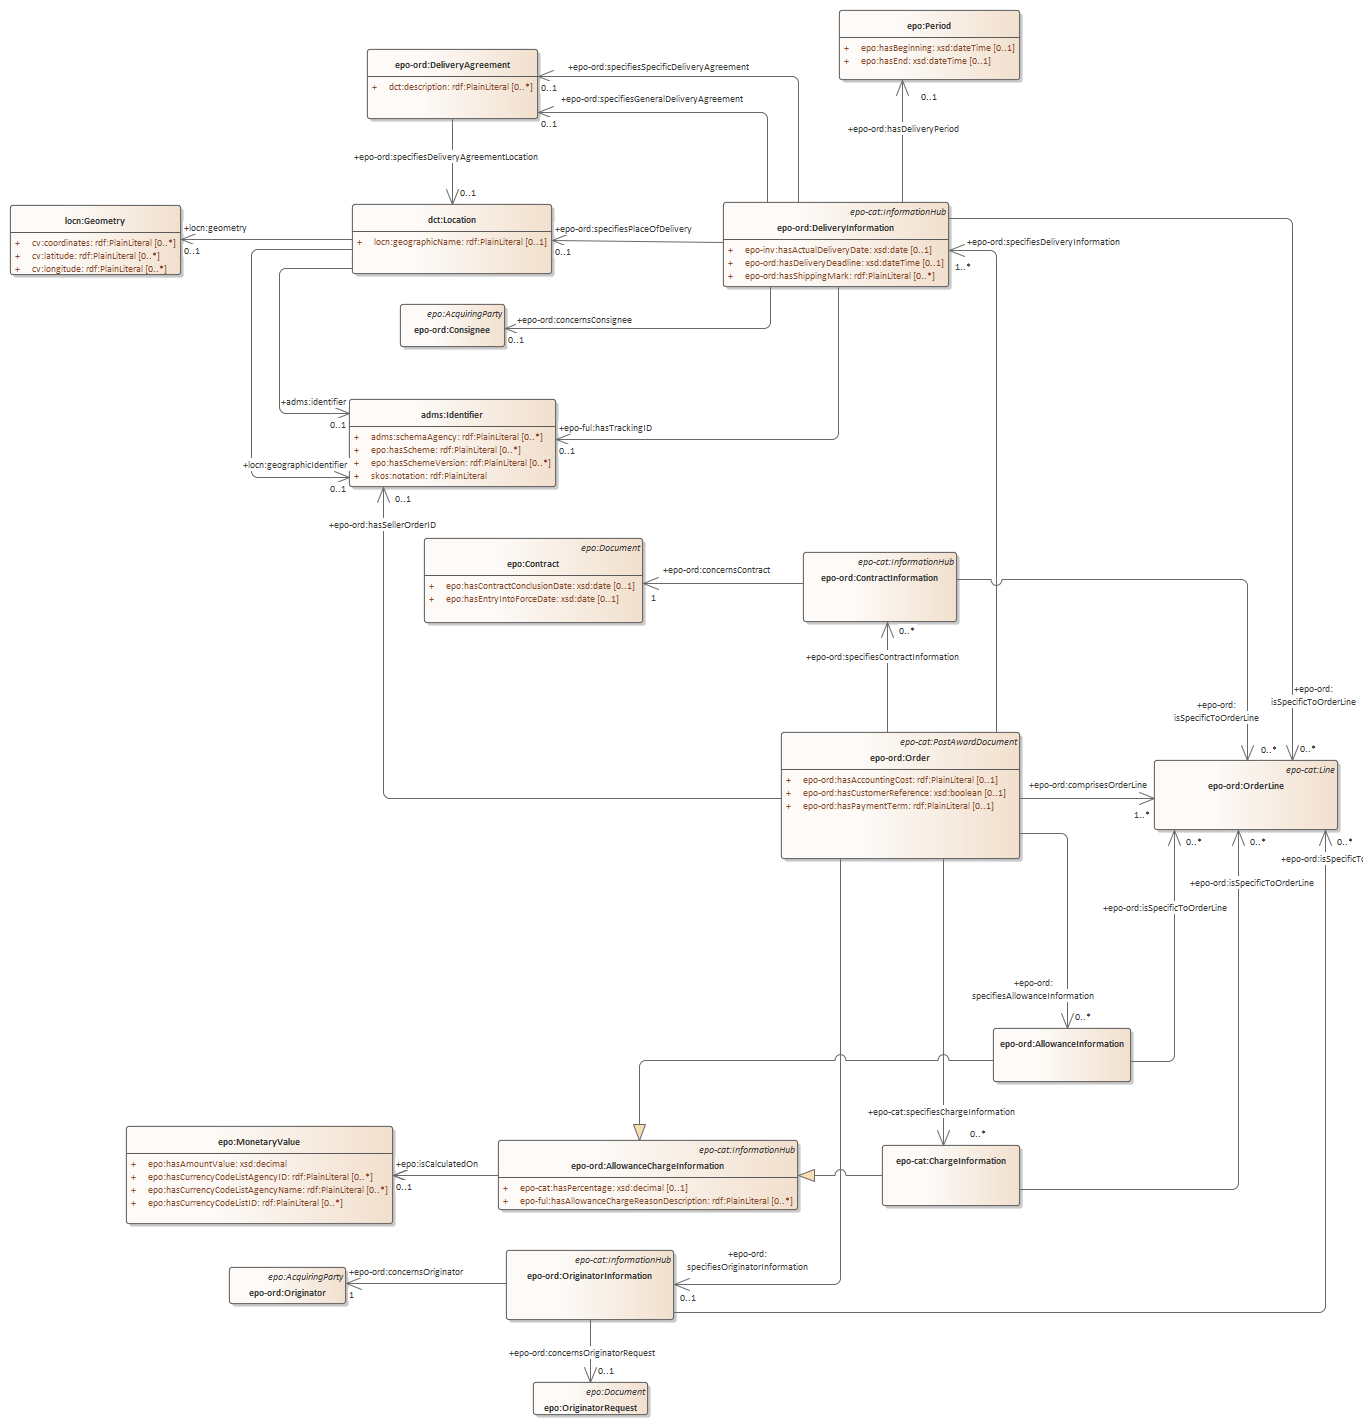 epo:Period
+ epo:hasBeginning: xsd:dateTime [0..1]
+ epo:hasEnd: xsd:dateTime [0..1]
epo-ord:DeliveryAgreement
+ dct:description: rdf:PlainLiteral [0..*]
+epo-ord:specifiesSpecificDeliveryAgreement
0..1
+epo-ord:specifiesGeneralDeliveryAgreement
0..1
0..1
+epo-ord:hasDeliveryPeriod
+epo-ord:specifiesDeliveryAgreementLocation
0..1
locn:Geometry
+ cv:coordinates: rdf:PlainLiteral [0..*]
+ cv:latitude: rdf:PlainLiteral [0..*]
+ cv:longitude: rdf:PlainLiteral [0..*]
+locn:geometry
0..1
dct:Location
+ locn:geographicName: rdf:PlainLiteral [0..1]
+epo-ord:specifiesPlaceOfDelivery
0..1
epo-cat:InformationHub
epo-ord:DeliveryInformation
+ epo-inv:hasActualDeliveryDate: xsd:date [0..1]
+ epo-ord:hasDeliveryDeadline: xsd:dateTime [0..1]
+ epo-ord:hasShippingMark: rdf:PlainLiteral [0..*]
+epo-ord:specifiesDeliveryInformation
1..*
epo:AcquiringParty
epo-ord:Consignee
+epo-ord:concernsConsignee
0..1
+adms:identifier
0..1
adms:Identifier
+ adms:schemaAgency: rdf:PlainLiteral [0..*]
+ epo:hasScheme: rdf:PlainLiteral [0..*]
+ epo:hasSchemeVersion: rdf:PlainLiteral [0..*]
+ skos:notation: rdf:PlainLiteral
+epo-ful:hasTrackingID
0..1
+locn:geographicIdentifier
0..1
0..1
+epo-ord:hasSellerOrderID
epo:Document
epo:Contract
+ epo:hasContractConclusionDate: xsd:date [0..1]
+ epo:hasEntryIntoForceDate: xsd:date [0..1]
+epo-ord:concernsContract
1
epo-cat:InformationHub
epo-ord:ContractInformation
0..*
+epo-ord:specifiesContractInformation
+epo-ord:
isSpecificToOrderLine
0..*
+epo-ord:
isSpecificToOrderLine
0..*
epo-cat:PostAwardDocument
epo-ord:Order
+ epo-ord:hasAccountingCost: rdf:PlainLiteral [0..1]
+ epo-ord:hasCustomerReference: xsd:boolean [0..1]
+ epo-ord:hasPaymentTerm: rdf:PlainLiteral [0..1]
+epo-ord:comprisesOrderLine
1..*
epo-cat:Line
epo-ord:OrderLine
0..*
0..*
0..*
+epo-ord:isSpecificTo
+epo-ord:isSpecificToOrderLine
+epo-ord:isSpecificToOrderLine
+epo-ord:
specifiesAllowanceInformation
0..*
epo-ord:AllowanceInformation
+epo-cat:specifiesChargeInformation
0..*
epo:MonetaryValue
+ epo:hasAmountValue: xsd:decimal
+ epo:hasCurrencyCodeListAgencyID: rdf:PlainLiteral [0..*]
+ epo:hasCurrencyCodeListAgencyName: rdf:PlainLiteral [0..*]
+ epo:hasCurrencyCodeListID: rdf:PlainLiteral [0..*]
+epo:isCalculatedOn
0..1
epo-cat:InformationHub
epo-ord:AllowanceChargeInformation
+ epo-cat:hasPercentage: xsd:decimal [0..1]
+ epo-ful:hasAllowanceChargeReasonDescription: rdf:PlainLiteral [0..*]
epo-cat:ChargeInformation
epo:AcquiringParty
epo-ord:Originator
+epo-ord:concernsOriginator
1
epo-cat:InformationHub
epo-ord:OriginatorInformation
+epo-ord:
specifiesOriginatorInformation
0..1
+epo-ord:concernsOriginatorRequest
0..1
epo:Document
epo:OriginatorRequest